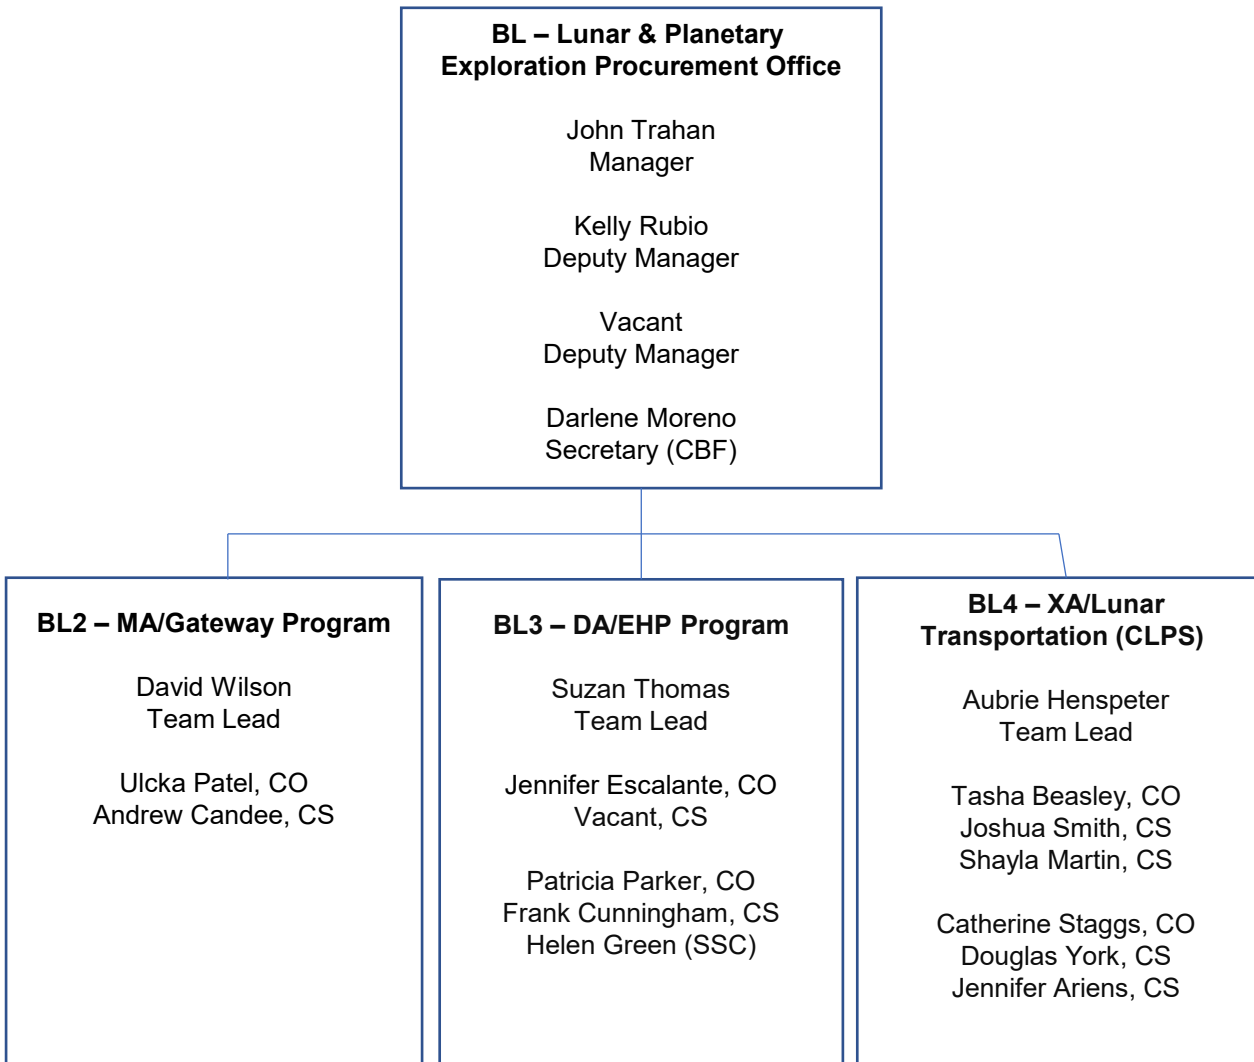 BL – Lunar & Planetary
Exploration Procurement Office
John Trahan
Manager
Kelly Rubio
Deputy Manager
Vacant
Deputy Manager
Darlene Moreno
Secretary (CBF)
BL2 – MA/Gateway Program
David Wilson
Team Lead
Ulcka Patel, CO
Andrew Candee, CS
BL3 – DA/EHP Program
Suzan Thomas
Team Lead
Jennifer Escalante, CO
Vacant, CS
Patricia Parker, CO
Frank Cunningham, CS
Helen Green (SSC)
BL4 – XA/Lunar
Transportation (CLPS)
Aubrie Henspeter
Team Lead
Tasha Beasley, CO
Joshua Smith, CS
Shayla Martin, CS
Catherine Staggs, CO
Douglas York, CS
Jennifer Ariens, CS